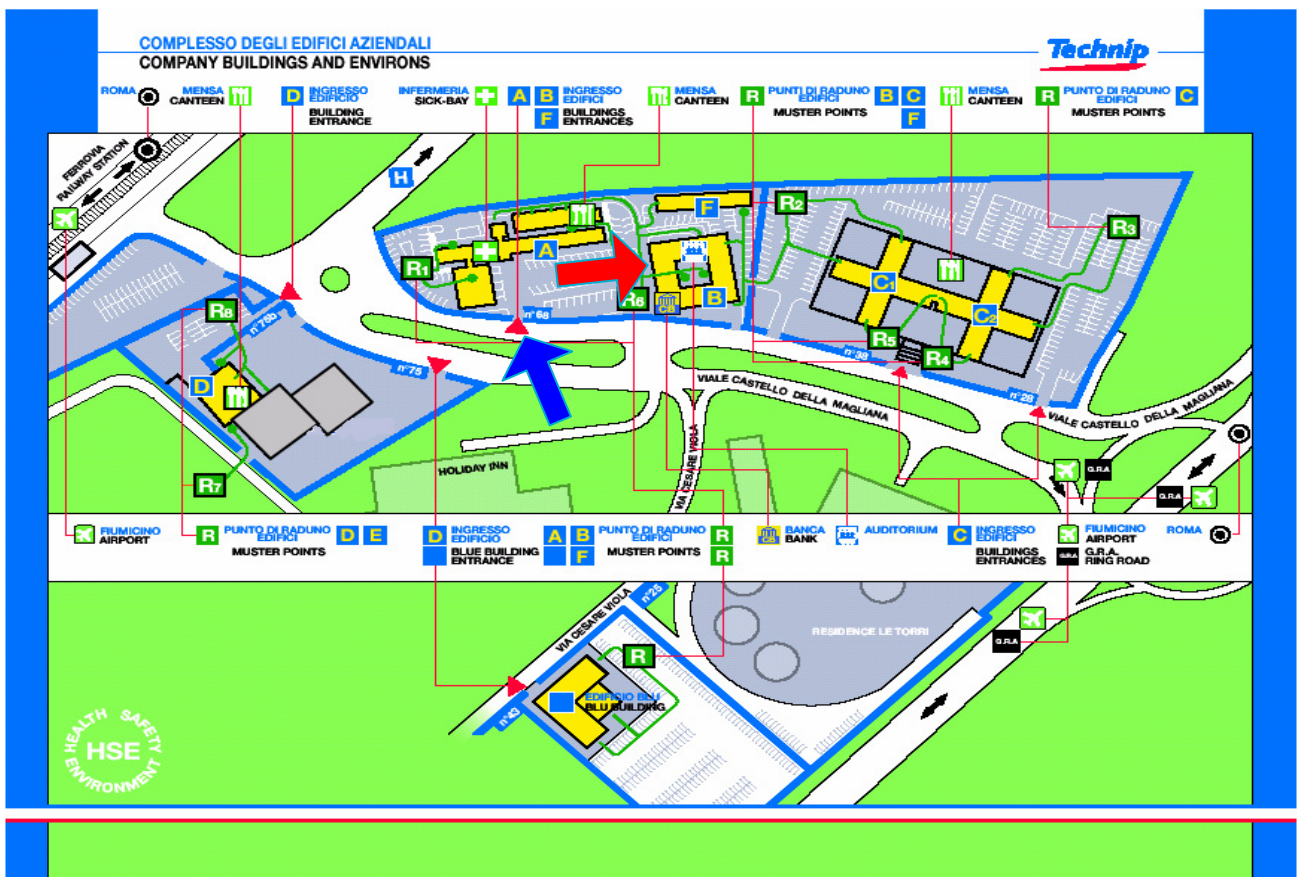 COMPLESSO DEGLI EDIFICI AZIENDALI
COMPANY BUILDINGS AND ENVIRONS
Technip
ROMA
MENSA
CANTEEN
D INGRESSO
EDIFICIO
BUILDING
ENTRANCE
INFERMERIA
SICK-BAY
A B INGRESSO
EDIFICI
F BUILDINGS
ENTRANCES
MENSA
CANTEEN
R PUNTI DI RADUNO
EDIFICI
MUSTER POINTS
B C
F
MENSA
CANTEEN
R PUNTO DI RADUNO
EDIFICI
MUSTER POINTS
C
FERROVIA
RAILWAY STATION
H
F
R2
R3
R1
A
C1
R6
B
CB
C2
R8
n°75b
n°68
R5
R4
n°38
n°75
D
n°28
VIALE CASTELLO DELLA MAGLIANA
VIALE CASTELLO DELLA MAGLIANA
HOLIDAY INN
VIA CESARE VIOLA
R7
G.R.A
G.R.A
FIUMICINO
AIRPORT
R PUNTO DI RADUNO
EDIFICI
MUSTER POINTS
D E
D INGRESSO
EDIFICIO
BLUE BUILDING
ENTRANCE
A B
F
PUNTO DI RADUNO
EDIFICI
MUSTER POINTS
R
R
CB BANCA
BANK
AUDITORIUM
C INGRESSO
EDIFICI
BUILDINGS
ENTRANCES
FIUMICINO
AIRPORT
G.R.A. G.R.A.
RING ROAD
ROMA
VIA CESARE VIOLA
n°25
RESIDENCE LE TORRI
G.R.A
R
EDIFICIO BLU
BLU BUILDING
n°43
HEALTH SAFETY
HSE
ENVIRONMENT